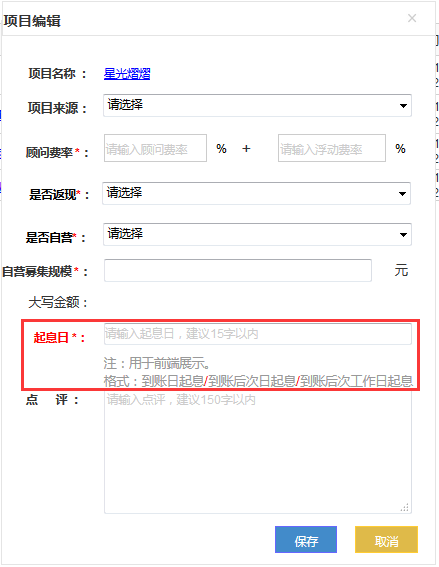 项目编辑 ×
项目名称 ： 星光熠熠
项目来源： 请选择
顾问费率*： 请输入顾问费率 % + 请输入浮动费率 %
是否返现*： 请选择
是否自营*： 请选择
自营募集规模*： 元
大写金额：
起息日*： 请输入起息日，建议15字以内
注：用于前端展示。
格式：到账日起息/到账后次日起息/到账后次工作日起息
点 评： 请输入点评，建议150字以内
保存 取消